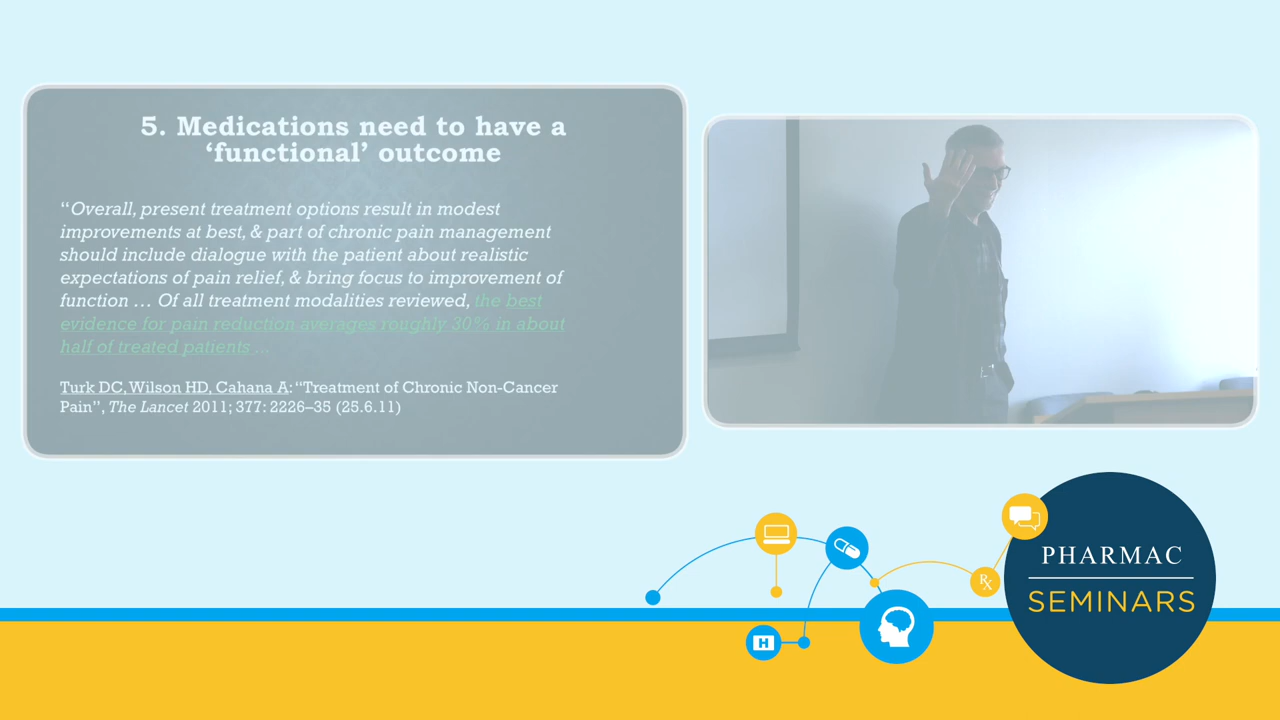 5. Medications need to have a
‘functional’ outcome
“Overall, present treatment options result in modest
improvements at best, & part of chronic pain management
should include dialogue with the patient about realistic
expectations of pain relief, & bring focus to improvement of
function … Of all treatment modalities reviewed, the best
evidence for pain reduction averages roughly 30% in about
half of treated patients ...
Turk DC, Wilson HD, Cahana A: “Treatment of Chronic Non-Cancer
Pain”, The Lancet 2011; 377: 2226–35 (25.6.11)
H
Rx
PHARMAC
SEMINARS